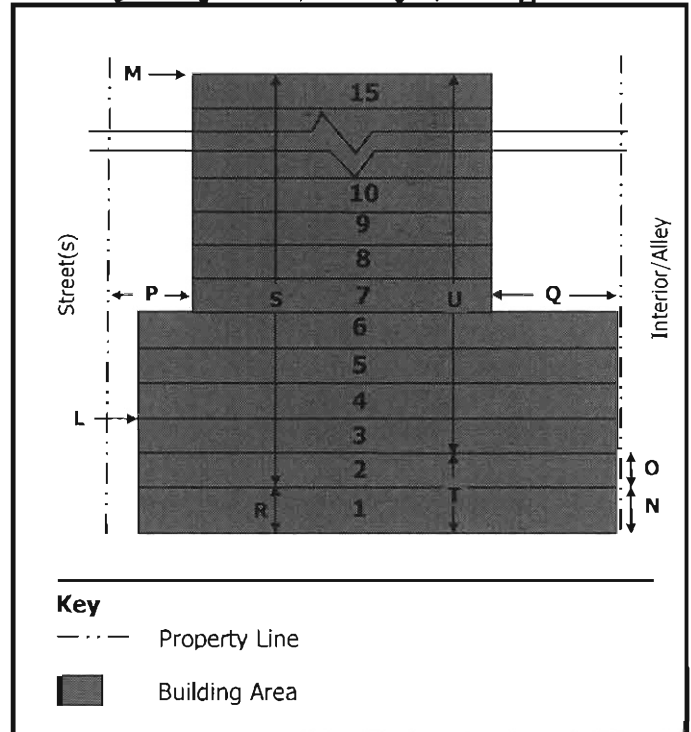 M
15
10
9
8
Street(s)
P
S
7
U
Q
Interior/Alley
6
5
4
L
3
2
O
T
R
1
N
Key
Property Line
Building Area